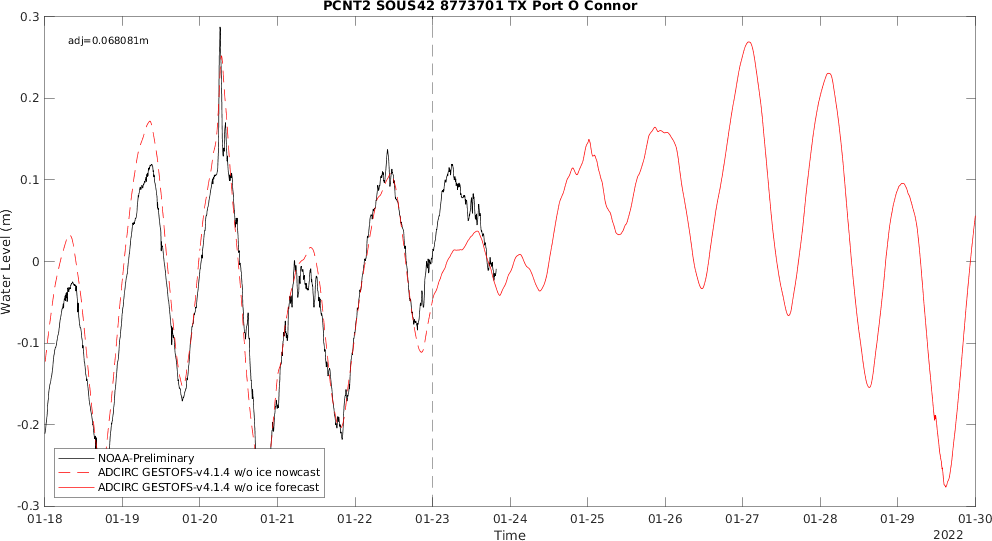 PCNT2 SOUS42 8773701 TX Port O Connor
adj=0.068081m
0.3
0.2
0.1
0
-0.1
-0.2
-0.3
Water Level (m)
NOAA-Preliminary
ADCIRC GESTOFS-v4.1.4 w/o ice nowcast
ADCIRC GESTOFS-v4.1.4 w/o ice forecast
01-18 01-19 01-20 01-21 01-22 01-23 01-24 01-25 01-26 01-27 01-28 01-29 01-30
Time
2022